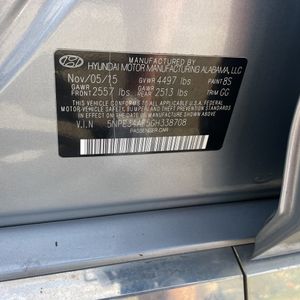 MANUFACTURED BY
HYUNDAI MOTOR MANUFACTURING ALABAMA, LLC
Nov/05/15 GVWR 4497 lbs PAINT 8S
GAWR FRONT 2557 lbs GAWR REAR 2513 lbs TRIM GG
THIS VEHICLE CONFORMS TO ALL APPLICABLE U.S. FEDERAL
MOTOR VEHICLE SAFETY, BUMPER, AND THEFT PREVENTION STANDARDS
IN EFFECT ON THE DATE OF MANUFACTURE SHOWN ABOVE.
V.I.N 5NPE34AF5GH338708
PASSENGER CAR